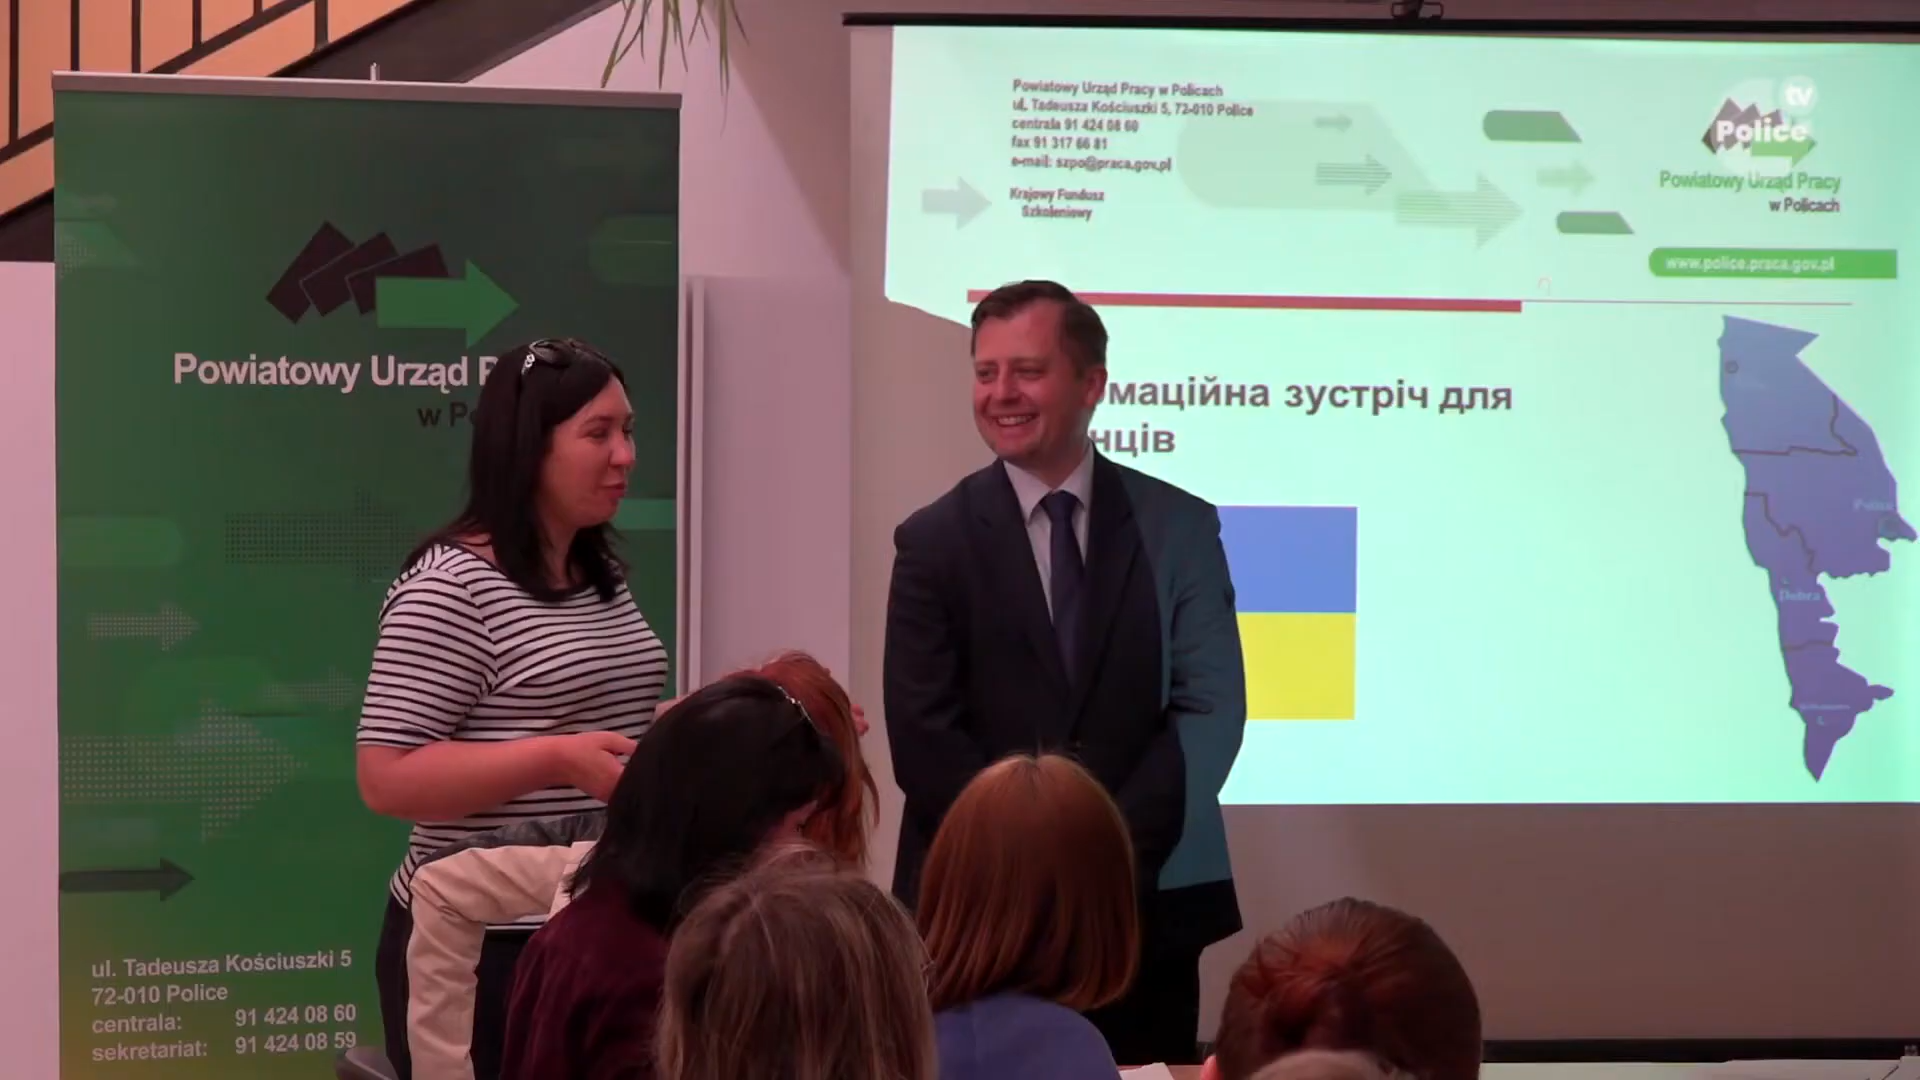 Powiatowy Urząd
w
ul. Tadeusza Kościuszki 5
72-010 Police
centrala: 91 424 08 60
sekretariat: 91 424 08 59
Powiatowy Urząd Pracy w Policach
ul. Tadeusza Kościuszki 5, 72-010 Police
centrala 91 424 08 60
fax 91 317 66 81
e-mail: szpo@praca.gov.pl
Krajowy Fundusz
Szkoleniowy
tv
Police
Powiatowy Urząd Pracy
w Policach
www.police.praca.gov.pl
маційна зустріч для
нців
Police
Dobra